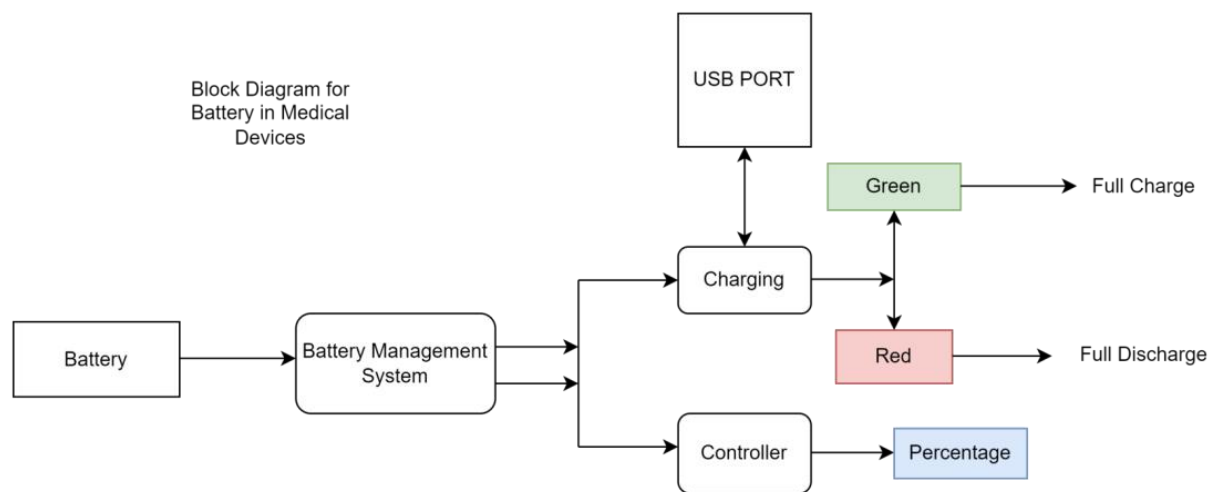 Block Diagram for
Battery in Medical
Devices
USB PORT
Green
Full Charge
Charging
Battery
Battery Management
System
Red
Full Discharge
Controller
Percentage